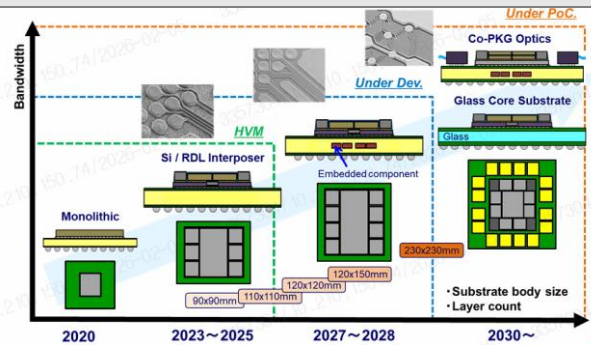 Under PoC.
Co-PKG Optics
Bandwidth
Under Dev.
Glass Core Substrate
HVM
Glass
Si / RDL Interposer
Embedded component
Monolithic
230x230mm
120x150mm
120x120mm
110x110mm
90x90mm
・Substrate body size
・Layer count
2020
2023～2025
2027～2028
2030～